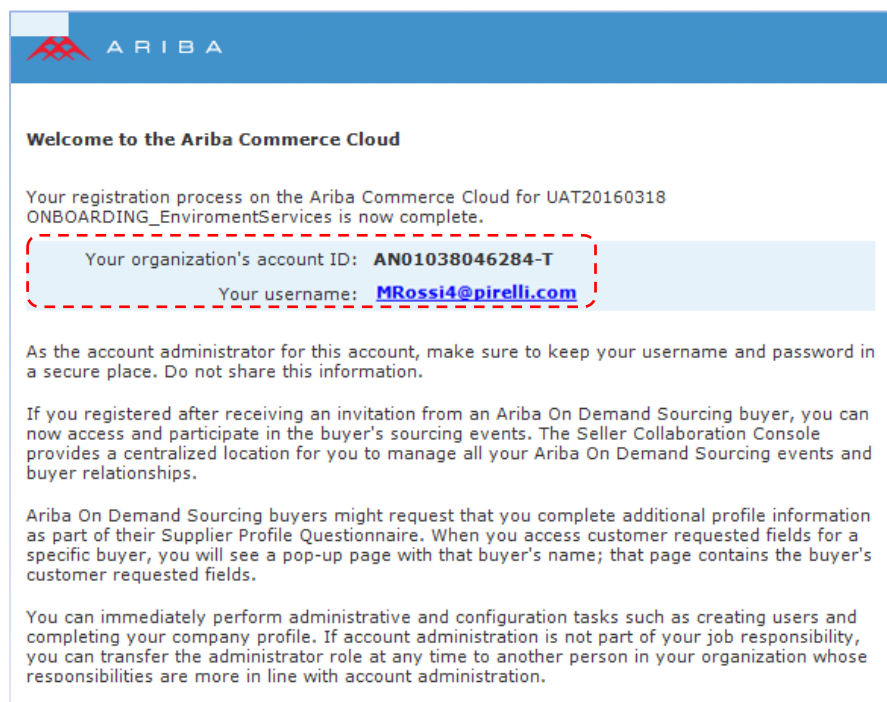 ARIBA
Welcome to the Ariba Commerce Cloud
Your registration process on the Ariba Commerce Cloud for UAT20160318
ONBOARDING_EnviromentServices is now complete.
Your organization's account ID: AN01038046284-T
Your username: MRossi4@pirelli.com
As the account administrator for this account, make sure to keep your username and password in
a secure place. Do not share this information.
If you registered after receiving an invitation from an Ariba On Demand Sourcing buyer, you can
now access and participate in the buyer's sourcing events. The Seller Collaboration Console
provides a centralized location for you to manage all your Ariba On Demand Sourcing events and
buyer relationships.
Ariba On Demand Sourcing buyers might request that you complete additional profile information
as part of their Supplier Profile Questionnaire. When you access customer requested fields for a
specific buyer, you will see a pop-up page with that buyer's name; that page contains the buyer's
customer requested fields.
You can immediately perform administrative and configuration tasks such as creating users and
completing your company profile. If account administration is not part of your job responsibility,
you can transfer the administrator role at any time to another person in your organization whose
responsibilities are more in line with account administration.